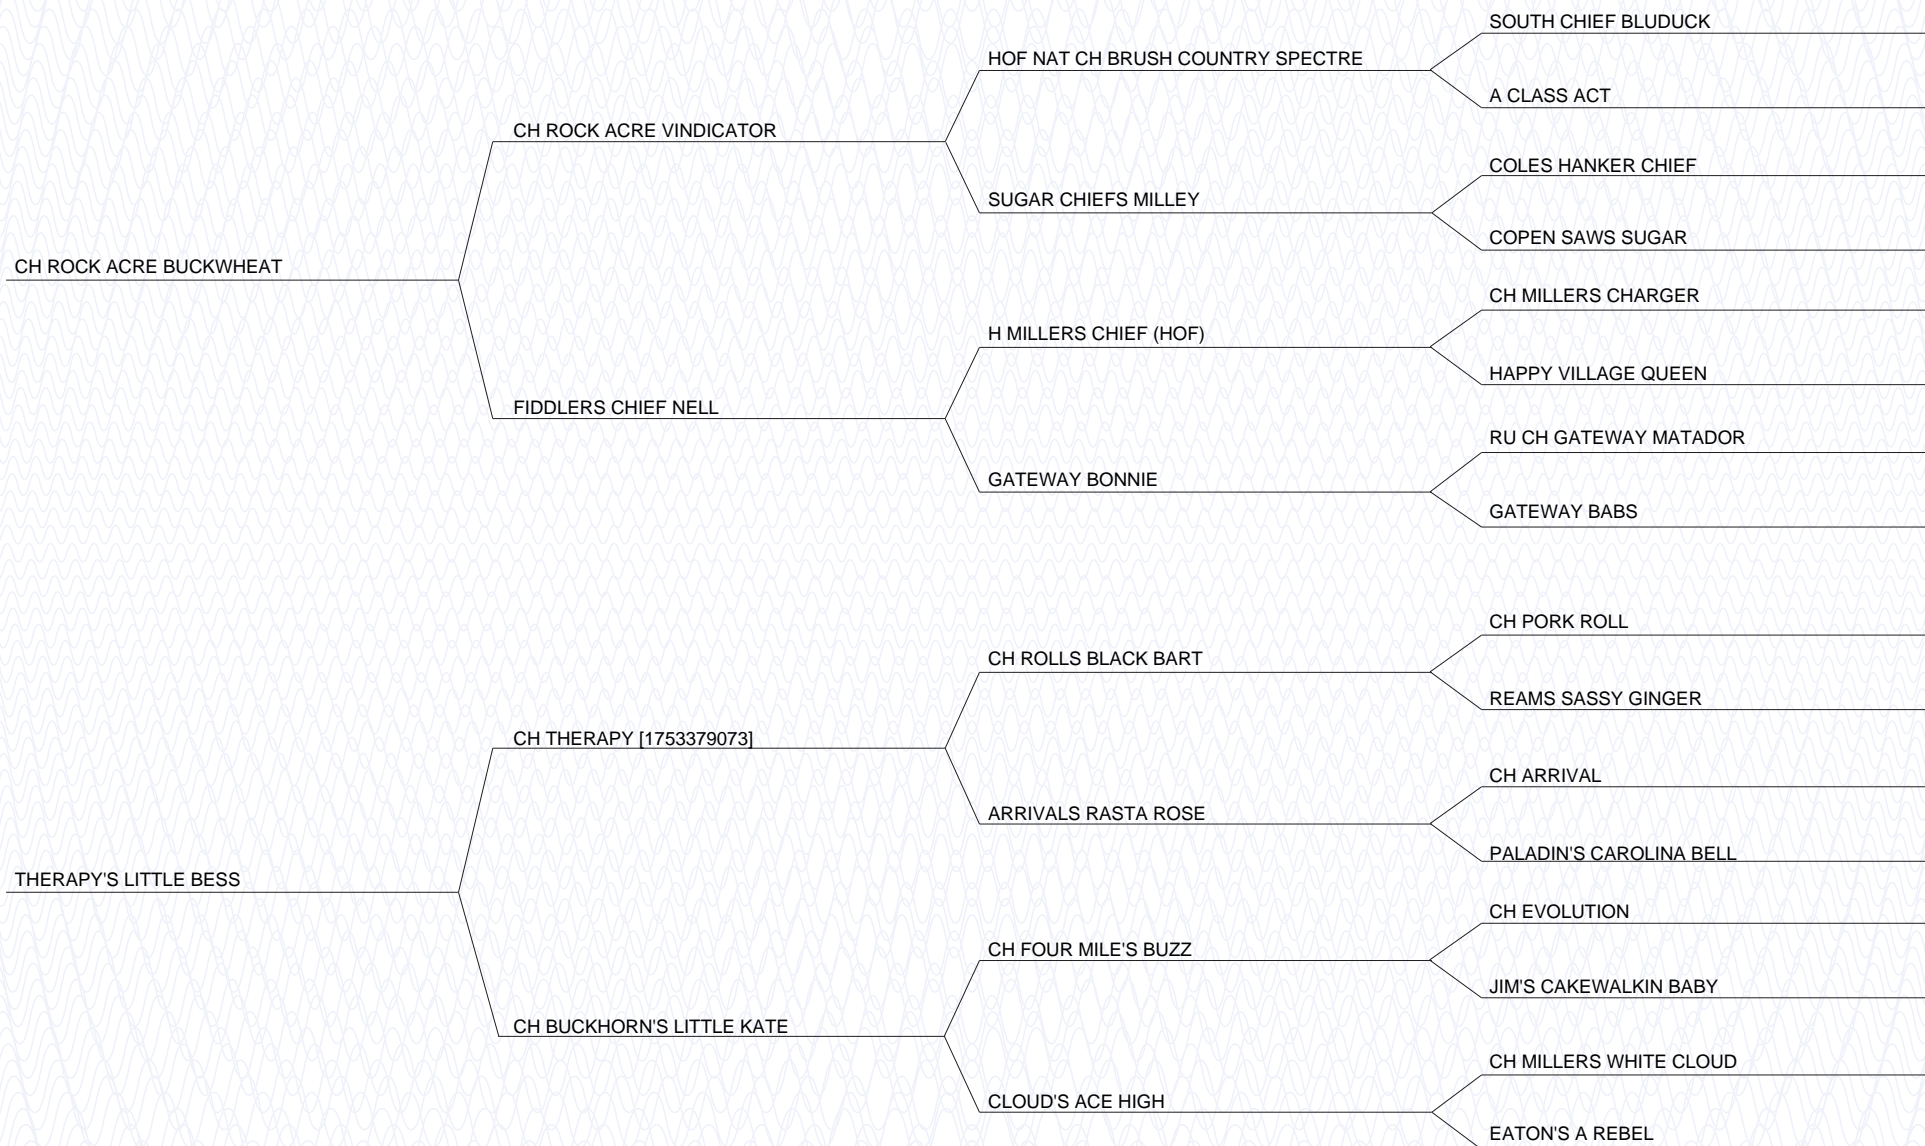 SOUTH CHIEF BLUDUCK
HOF NAT CH BRUSH COUNTRY SPECTRE
A CLASS ACT
CH ROCK ACRE VINDICATOR
COLES HANKER CHIEF
SUGAR CHIEFS MILLEY
COPEN SAWS SUGAR
CH ROCK ACRE BUCKWHEAT
CH MILLERS CHARGER
H MILLERS CHIEF (HOF)
HAPPY VILLAGE QUEEN
FIDDLERS CHIEF NELL
RU CH GATEWAY MATADOR
GATEWAY BONNIE
GATEWAY BABS
CH PORK ROLL
CH ROLLS BLACK BART
REAMS SASSY GINGER
CH THERAPY [1753379073]
CH ARRIVAL
ARRIVALS RASTA ROSE
PALADIN'S CAROLINA BELL
THERAPY'S LITTLE BESS
CH EVOLUTION
CH FOUR MILE'S BUZZ
JIM'S CAKEWALKIN BABY
CH BUCKHORN'S LITTLE KATE
CH MILLERS WHITE CLOUD
CLOUD'S ACE HIGH
EATON'S A REBEL